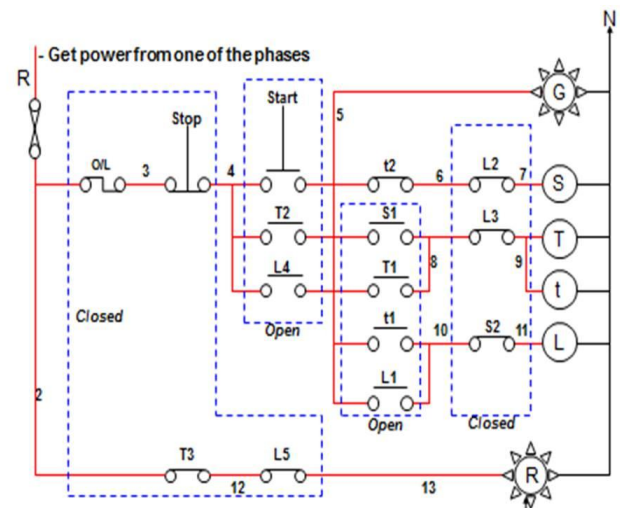 N
- Get power from one of the phases
R
G
Start
5
Stop
O/L
3
4
t2
6
L2
7
S
T2
S1
L3
T
8
9
L4
T1
t
Closed
Open
t1
10
S2
11
L
L1
2
Open
Closed
T3
L5
R
12
13